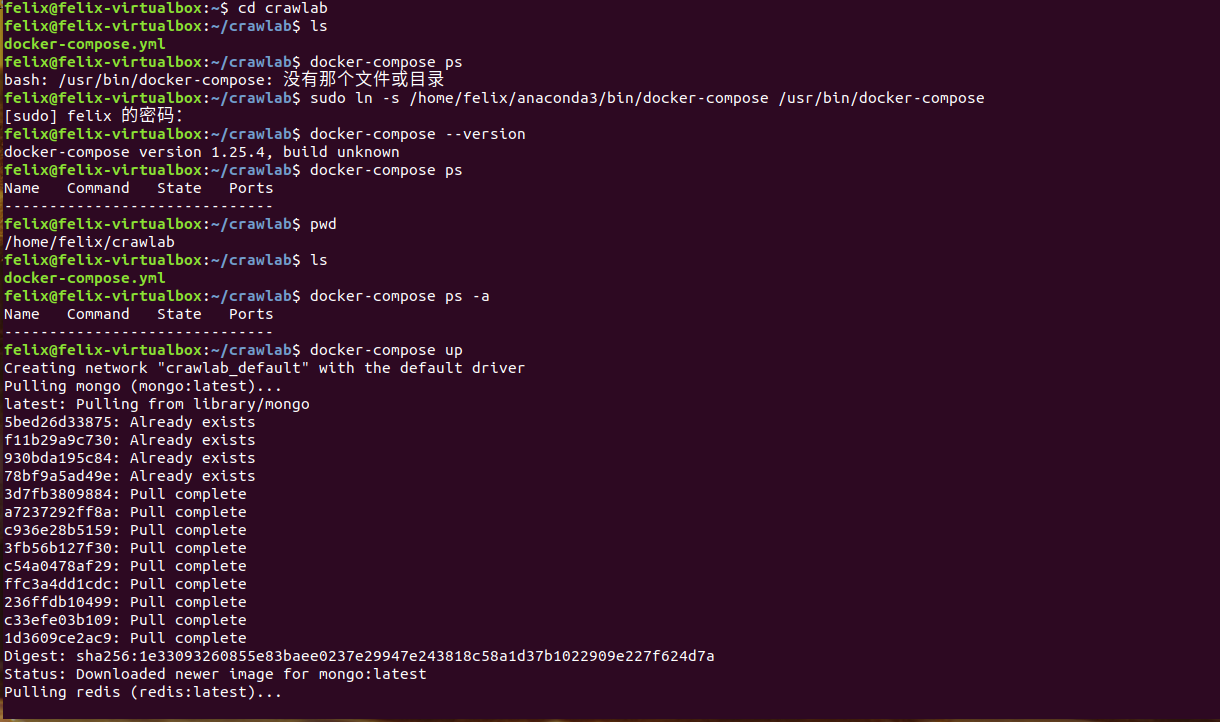 felix@felix-virtualbox:~$ cd crawlab
felix@felix-virtualbox:~/crawlab$ ls
docker-compose.yml
felix@felix-virtualbox:~/crawlab$ docker-compose ps
bash: /usr/bin/docker-compose: 没有那个文件或目录
felix@felix-virtualbox:~/crawlab$ sudo ln -s /home/felix/anaconda3/bin/docker-compose /usr/bin/docker-compose
[sudo] felix 的密码：
felix@felix-virtualbox:~/crawlab$ docker-compose --version
docker-compose version 1.25.4, build unknown
felix@felix-virtualbox:~/crawlab$ docker-compose ps
Name   Command   State   Ports
------------------------------
felix@felix-virtualbox:~/crawlab$ pwd
/home/felix/crawlab
felix@felix-virtualbox:~/crawlab$ ls
docker-compose.yml
felix@felix-virtualbox:~/crawlab$ docker-compose ps -a
Name   Command   State   Ports
------------------------------
felix@felix-virtualbox:~/crawlab$ docker-compose up
Creating network "crawlab_default" with the default driver
Pulling mongo (mongo:latest)...
latest: Pulling from library/mongo
5bed26d33875: Already exists
f11b29a9c730: Already exists
930bda195c84: Already exists
78bf9a5ad49e: Already exists
3d7fb3809884: Pull complete
a7237292ff8a: Pull complete
c936e28b5159: Pull complete
3fb56b127f30: Pull complete
c54a0478af29: Pull complete
ffc3a4dd1cdc: Pull complete
236ffdb10499: Pull complete
c33efe03b109: Pull complete
1d3609ce2ac9: Pull complete
Digest: sha256:1e33093260855e83baee0237e29947e243818c58a1d37b1022909e227f624d7a
Status: Downloaded newer image for mongo:latest
Pulling redis (redis:latest)...